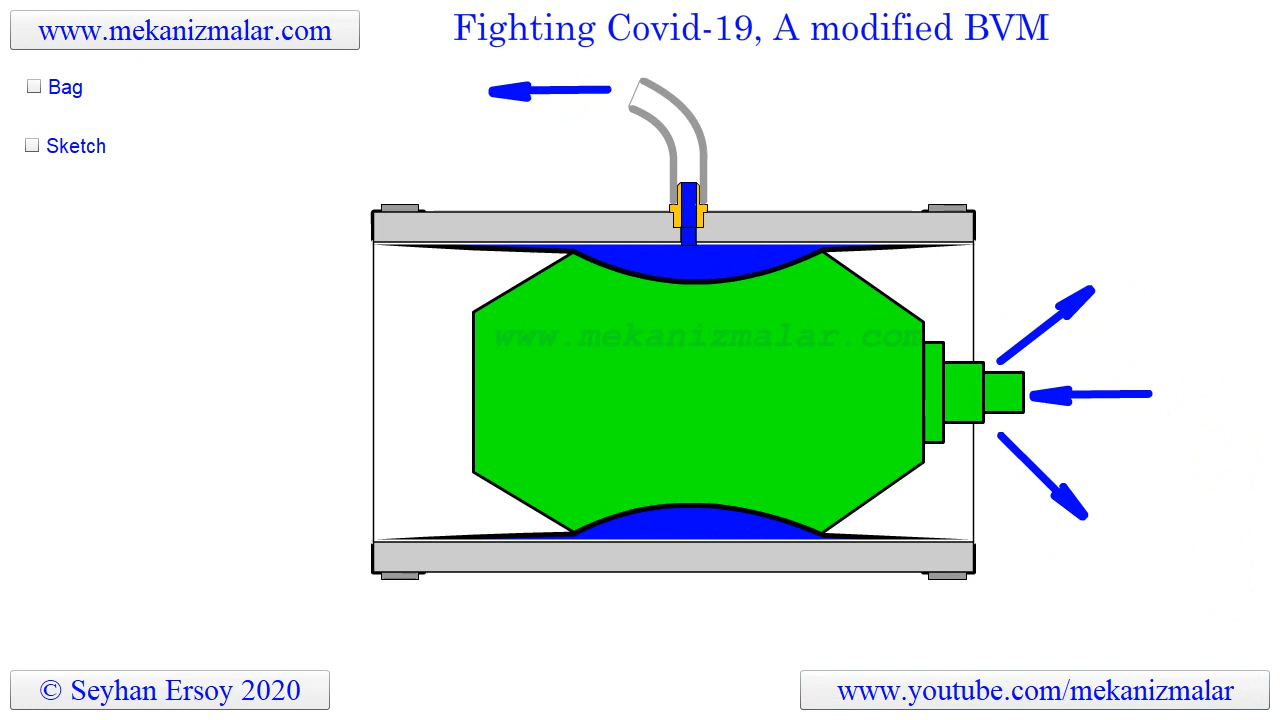 www.mekanizmalar.com
Fighting Covid-19, A modified BVM
Bag
Sketch
www.mekanizmalar.com
© Seyhan Ersoy 2020
www.youtube.com/mekanizmalar